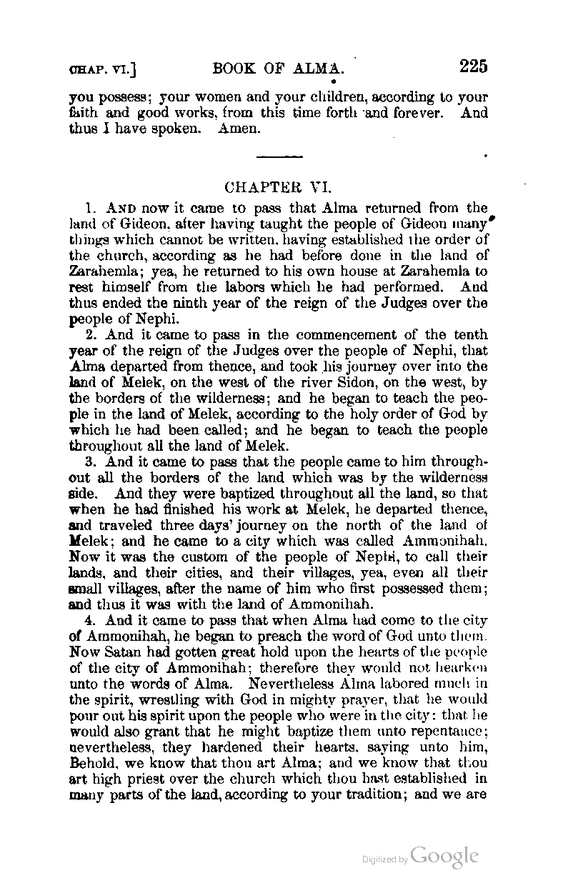 CHAP. VI.] BOOK OF ALMA. 225
you possess; your women and your children, according to your
faith and good works, from this time forth and forever. And
thus I have spoken. Amen.
CHAPTER VI.
1. AND now it came to pass that Alma returned from the
land of Gideon, after having taught the people of Gideon many
things which cannot be written, having established the order of
the church, according as he had before done in the land of
Zarahemla; yea, he returned to his own house at Zarahemla to
rest himself from the labors which he had performed. And
thus ended the ninth year of the reign of the Judges over the
people of Nephi.
2. And it came to pass in the commencement of the tenth
year of the reign of the Judges over the people of Nephi, that
Alma departed from thence, and took his journey over into the
land of Melek, on the west of the river Sidon, on the west, by
the borders of the wilderness; and he began to teach the peo-
ple in the land of Melek, according to the holy order of God by
which he had been called; and he began to teach the people
throughout all the land of Melek.
3. And it came to pass that the people came to him through-
out all the borders of the land which was by the wilderness
side. And they were baptized throughout all the land, so that
when he had finished his work at Melek, he departed thence,
and traveled three days' journey on the north of the land of
Melek; and he came to a city which was called Ammonihah.
Now it was the custom of the people of Nephi, to call their
lands, and their cities, and their villages, yea, even all their
small villages, after the name of him who first possessed them;
and thus it was with the land of Ammonihah.
4. And it came to pass that when Alma had come to the city
of Ammonihah, he began to preach the word of God unto them.
Now Satan had gotten great hold upon the hearts of the people
of the city of Ammonihah; therefore they would not hearken
unto the words of Alma. Nevertheless Alma labored much in
the spirit, wrestling with God in mighty prayer, that he would
pour out his spirit upon the people who were in the city: that he
would also grant that he might baptize them unto repentance;
nevertheless, they hardened their hearts, saying unto him,
Behold, we know that thou art Alma; and we know that thou
art high priest over the church which thou hast established in
many parts of the land, according to your tradition; and we are
Digitized by Google